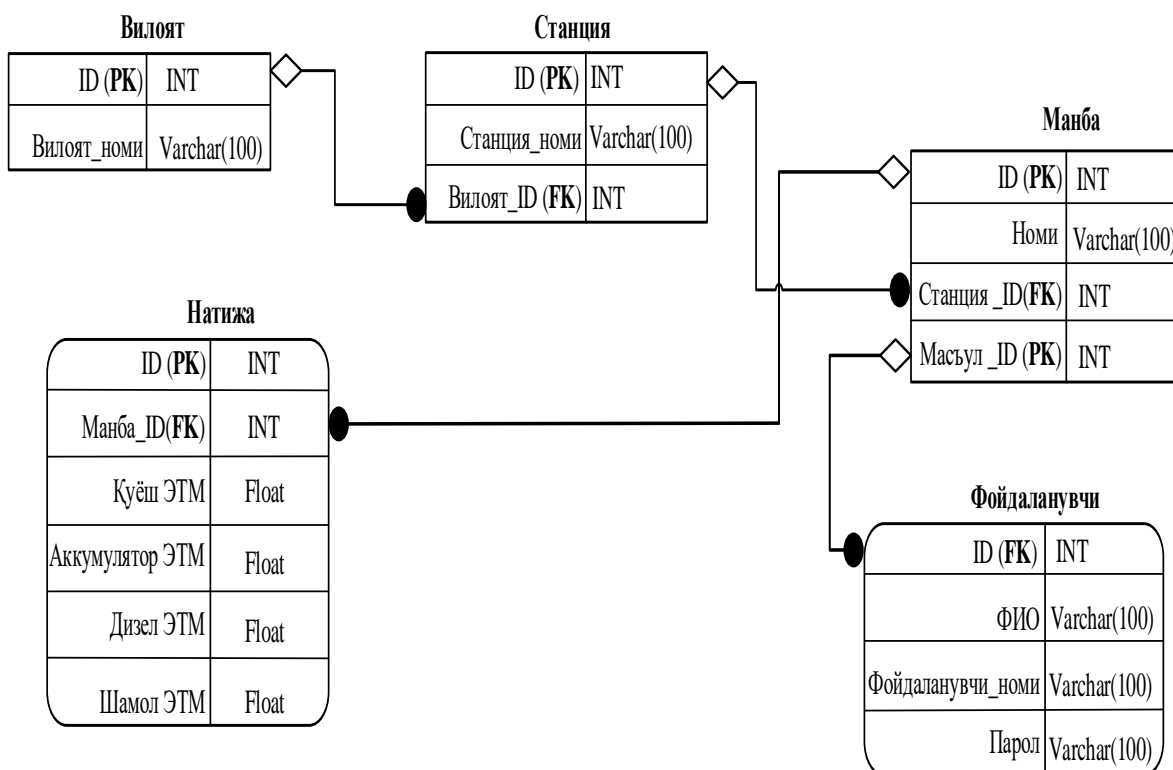 Вилоят
ID (PK) INT
Вилоят_номи Varchar(100)
Станция
ID (PK) INT
Станция_номи Varchar(100)
Вилоят_ID (FK) INT
Манба
ID (PK) INT
Номи Varchar(100)
Станция _ID(FK) INT
Масъул _ID (PK) INT
Натижа
ID (PK) INT
Манба_ID(FK) INT
Қуёш ЭТМ Float
Аккумулятор ЭТМ Float
Дизел ЭТМ Float
Шамол ЭТМ Float
Фойдаланувчи
ID (FK) INT
ФИО Varchar(100)
Фойдаланувчи_номи Varchar(100)
Парол Varchar(100)